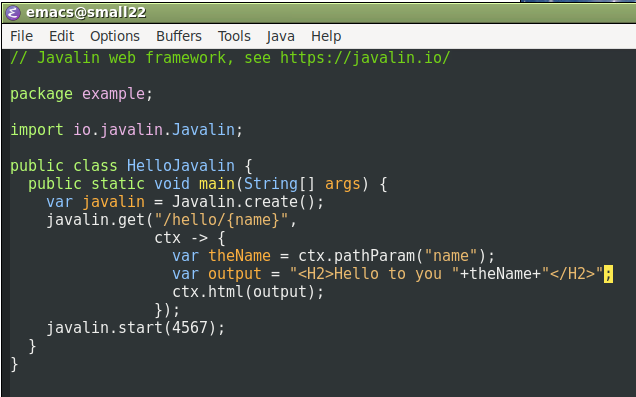 emacs@small22
File Edit Options Buffers Tools Java Help
// Javalin web framework, see https://javalin.io/
package example;
import io.javalin.Javalin;
public class HelloJavalin {
  public static void main(String[] args) {
    var javalin = Javalin.create();
    javalin.get("/hello/{name}",
                ctx -> {
                  var theName = ctx.pathParam("name");
                  var output = "<H2>Hello to you "+theName+"</H2>";
                  ctx.html(output);
                });
    javalin.start(4567);
  }
}